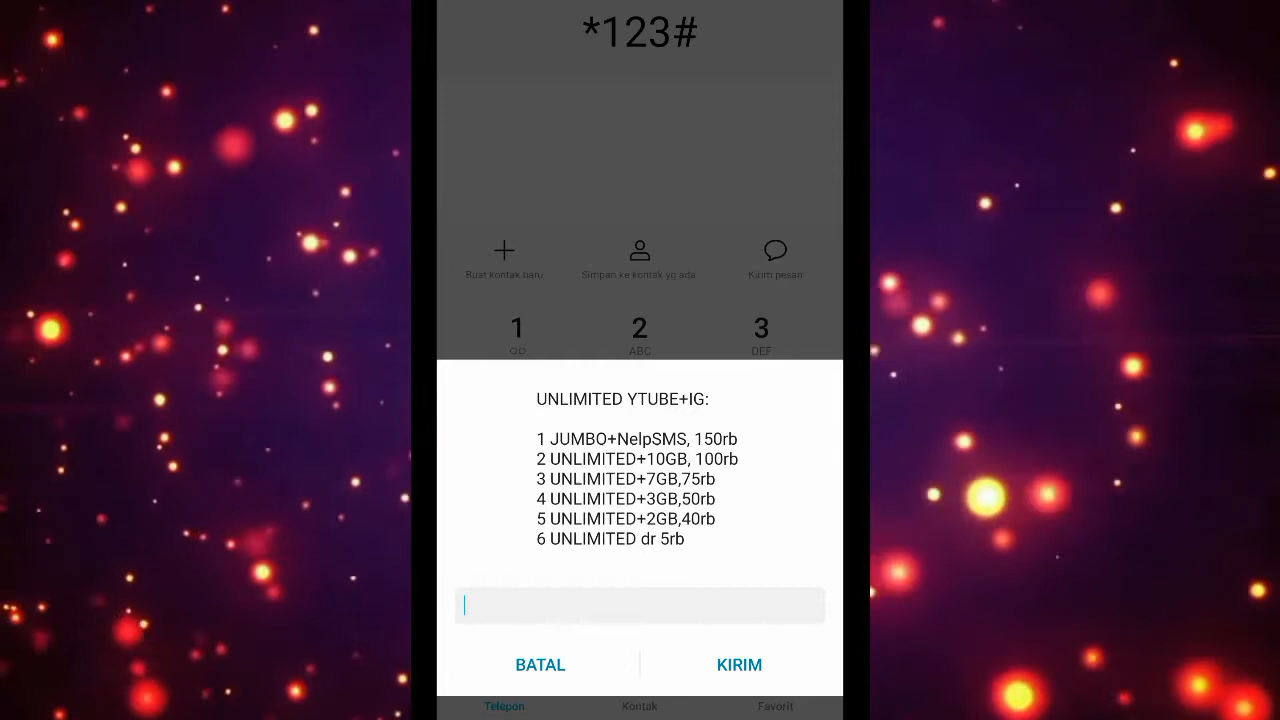 *123#
Buat kontak baru
Simpan ke kontak yg ada
Kirim pesan
1
2
3
ABC
DEF
UNLIMITED YTUBE+IG:
1 JUMBO+NelpSMS, 150rb
2 UNLIMITED+10GB, 100rb
3 UNLIMITED+7GB,75rb
4 UNLIMITED+3GB,50rb
5 UNLIMITED+2GB,40rb
6 UNLIMITED dr 5rb
BATAL
KIRIM
Telepon
Kontak
Favorit